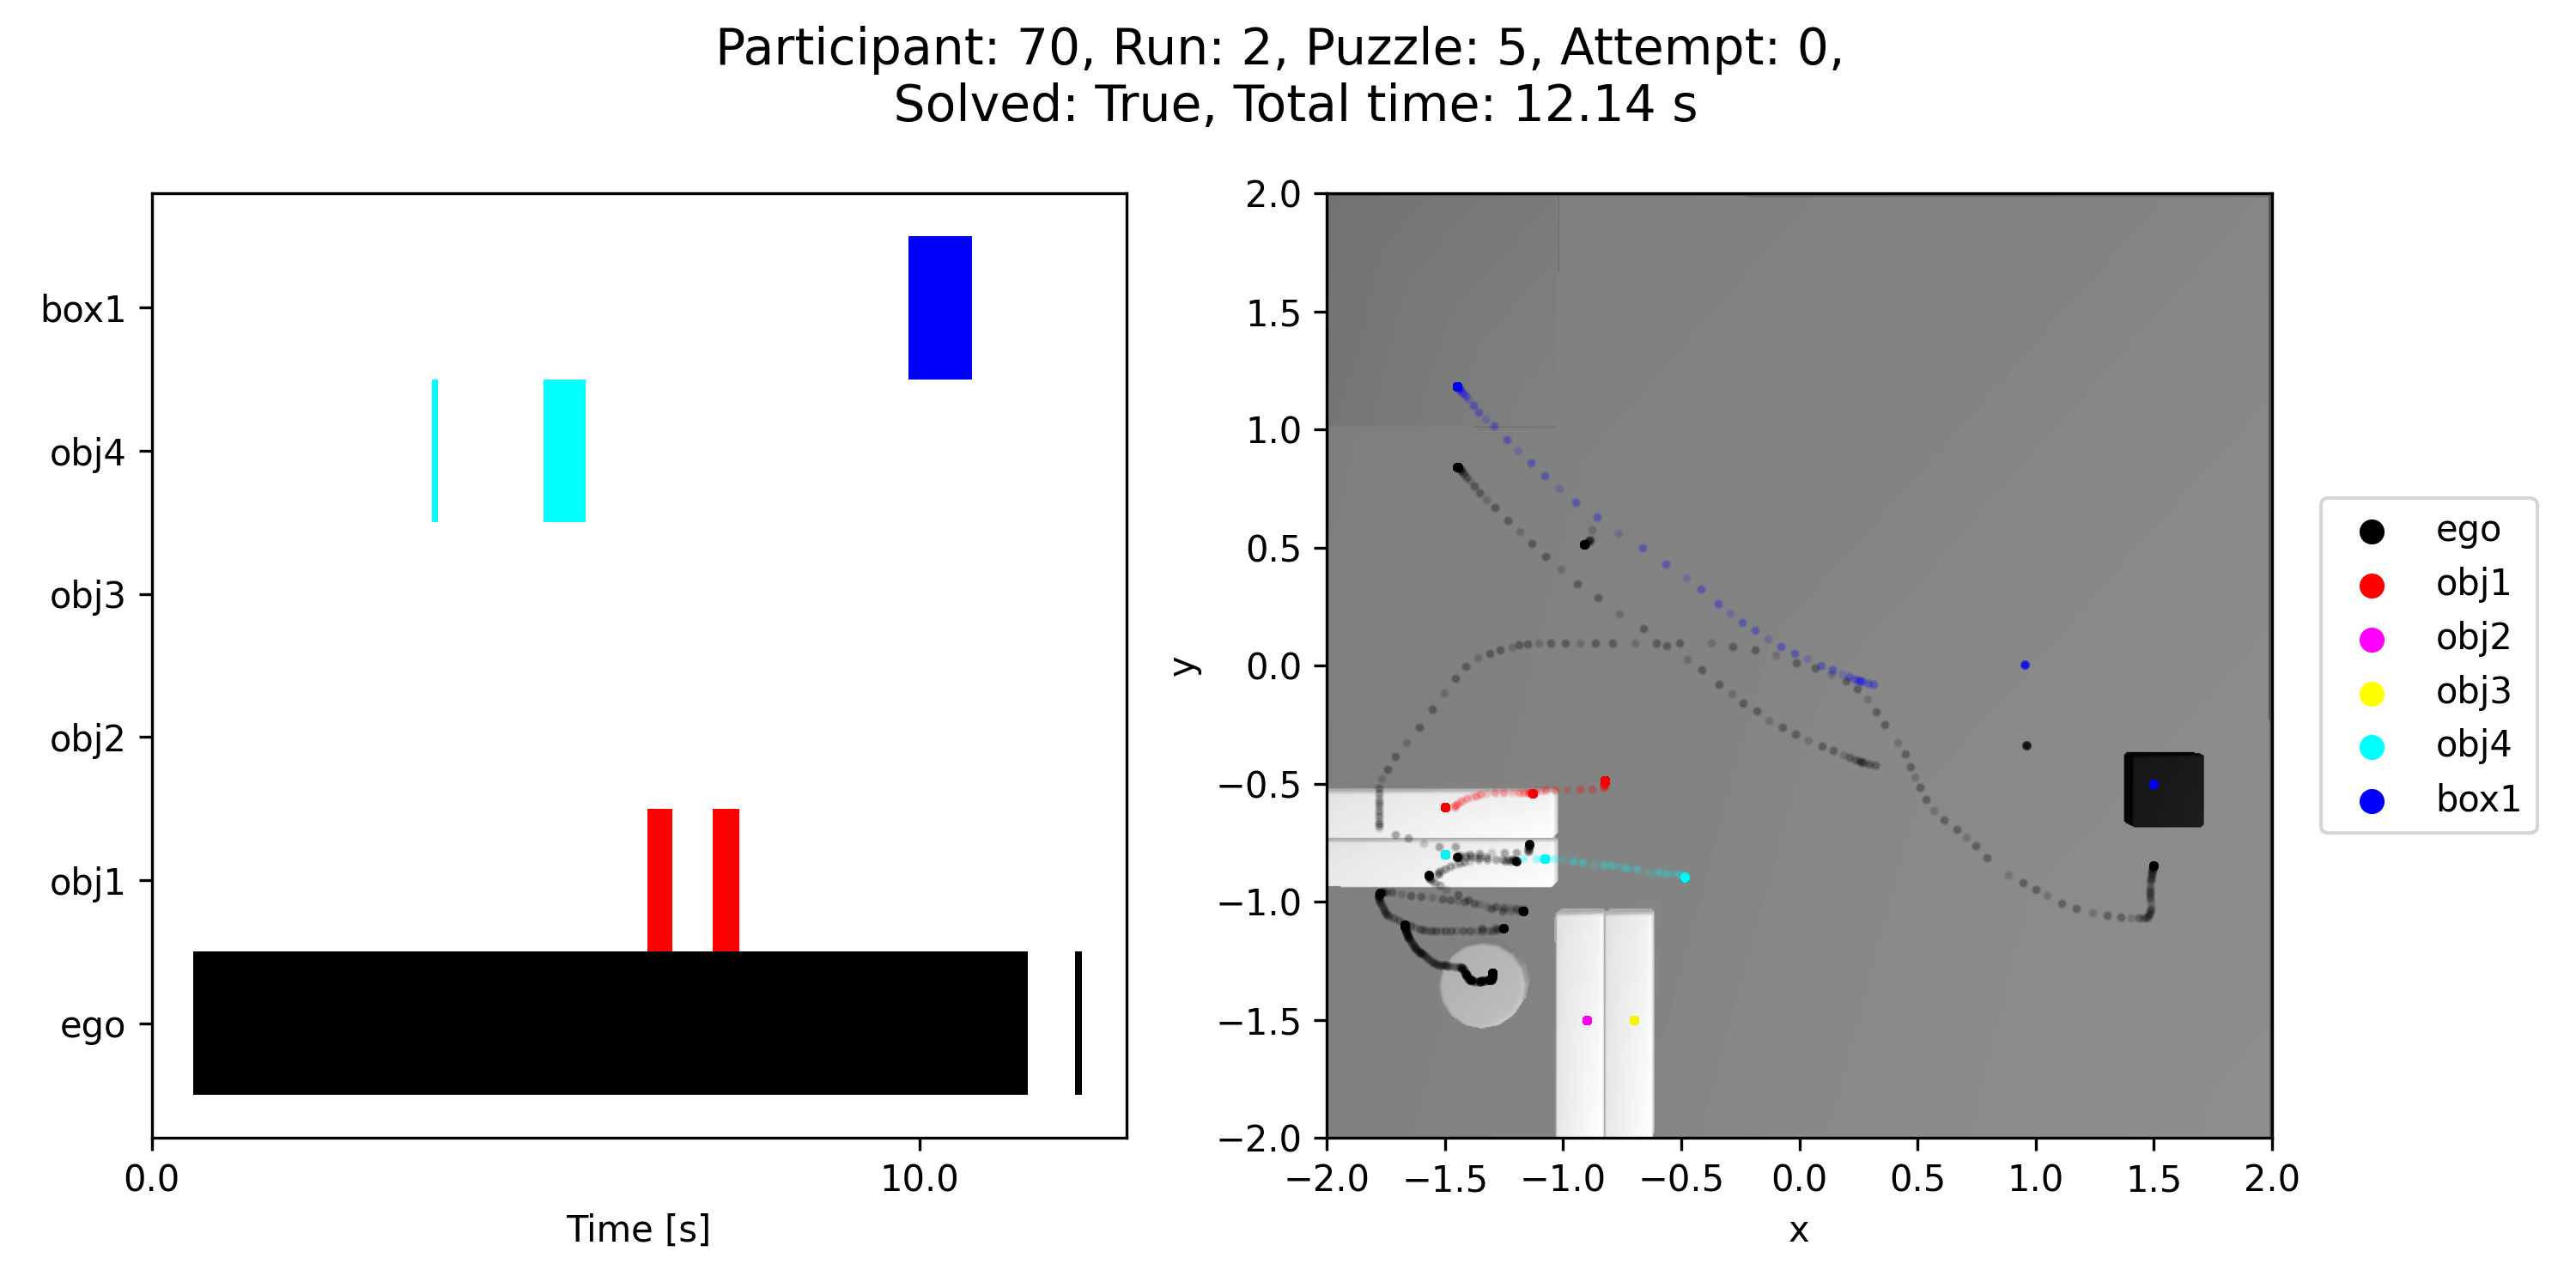 Participant: 70, Run: 2, Puzzle: 5, Attempt: 0,
Solved: True, Total time: 12.14 s
box1
obj4
obj3
obj2
obj1
ego
0.0
10.0
Time [s]
2.0
1.5
1.0
0.5
0.0
−0.5
−1.0
−1.5
−2.0
y
−2.0
−1.5
−1.0
−0.5
0.0
0.5
1.0
1.5
2.0
x
ego
obj1
obj2
obj3
obj4
box1